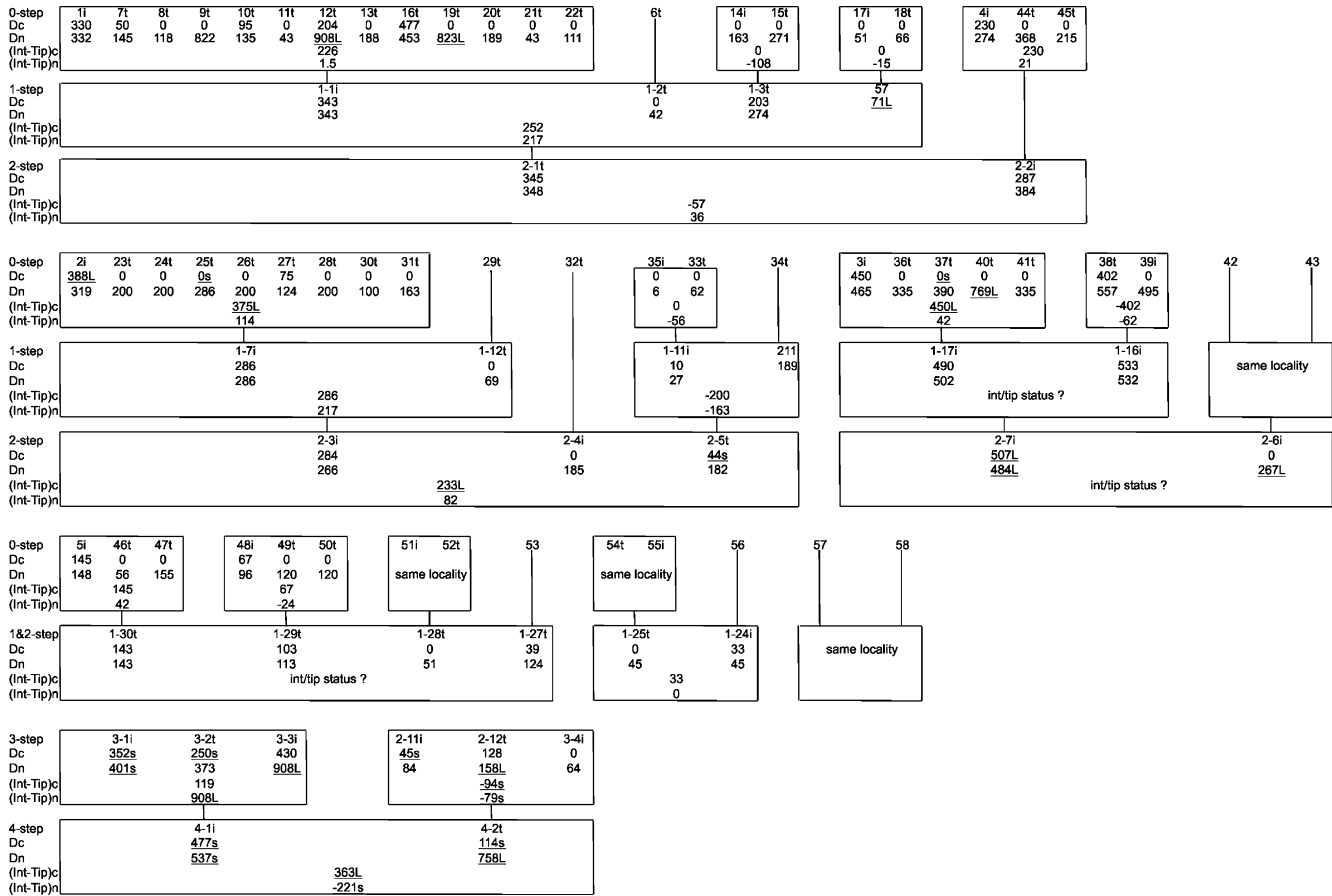 0-step 1i 7t 8t 9t 10t 11t 12t 13t 16t 19t 20t 21t 22t 6t 14i 15t 17i 18t 4i 44t 45t
Dc 330 50 0 0 95 0 204 0 477 0 0 0 0 0 0 0 0 230 0 0
Dn 332 145 118 822 135 43 908L 188 453 823L 189 43 111 163 271 51 66 274 368 215
(Int-Tip)c 226 0 0 230
(Int-Tip)n 1.5 -108 -15 21
1-step 1-1i 1-2t 1-3t 57
Dc 343 0 203 71L
Dn 343 42 274
(Int-Tip)c 252
(Int-Tip)n 217
2-step 2-1t 2-2i
Dc 345 287
Dn 348 384
(Int-Tip)c -57
(Int-Tip)n 36
0-step 2i 23t 24t 25t 26t 27t 28t 30t 31t 29t 32t 35i 33t 34t 3i 36t 37t 40t 41t 38t 39i 42 43
Dc 388L 0 0 0s 0 75 0 0 0 0 0 450 0 0s 0 0 402 0
Dn 319 200 200 286 200 124 200 100 163 6 62 465 335 390 769L 335 557 495
(Int-Tip)c 375L 0 450L -402
(Int-Tip)n 114 -56 42 -62
1-step 1-7i 1-12t 1-11i 211 1-17i 1-16i
Dc 286 0 10 189 490 533 same locality
Dn 286 69 27 502 532
(Int-Tip)c 286 -200 int/tip status ?
(Int-Tip)n 217 -163
2-step 2-3i 2-4i 2-5t 2-7i 2-6i
Dc 284 0 44s 507L 0
Dn 266 185 182 484L 267L
(Int-Tip)c 233L int/tip status ?
(Int-Tip)n 82
0-step 5i 46t 47t 48i 49t 50t 51i 52t 53 54t 55i 56 57 58
Dc 145 0 0 67 0 0
Dn 148 56 155 96 120 120 same locality same locality
(Int-Tip)c 145 67
(Int-Tip)n 42 -24
1&2-step 1-30t 1-29t 1-28t 1-27t 1-25t 1-24i
Dc 143 103 0 39 0 33 same locality
Dn 143 113 51 124 45 45
(Int-Tip)c int/tip status ? 33
(Int-Tip)n 0
3-step 3-1i 3-2t 3-3i 2-11i 2-12t 3-4i
Dc 352s 250s 430 45s 128 0
Dn 401s 373 908L 84 158L 64
(Int-Tip)c 119 -94s
(Int-Tip)n 908L -79s
4-step 4-1i 4-2t
Dc 477s 114s
Dn 537s 758L
(Int-Tip)c 363L
(Int-Tip)n -221s